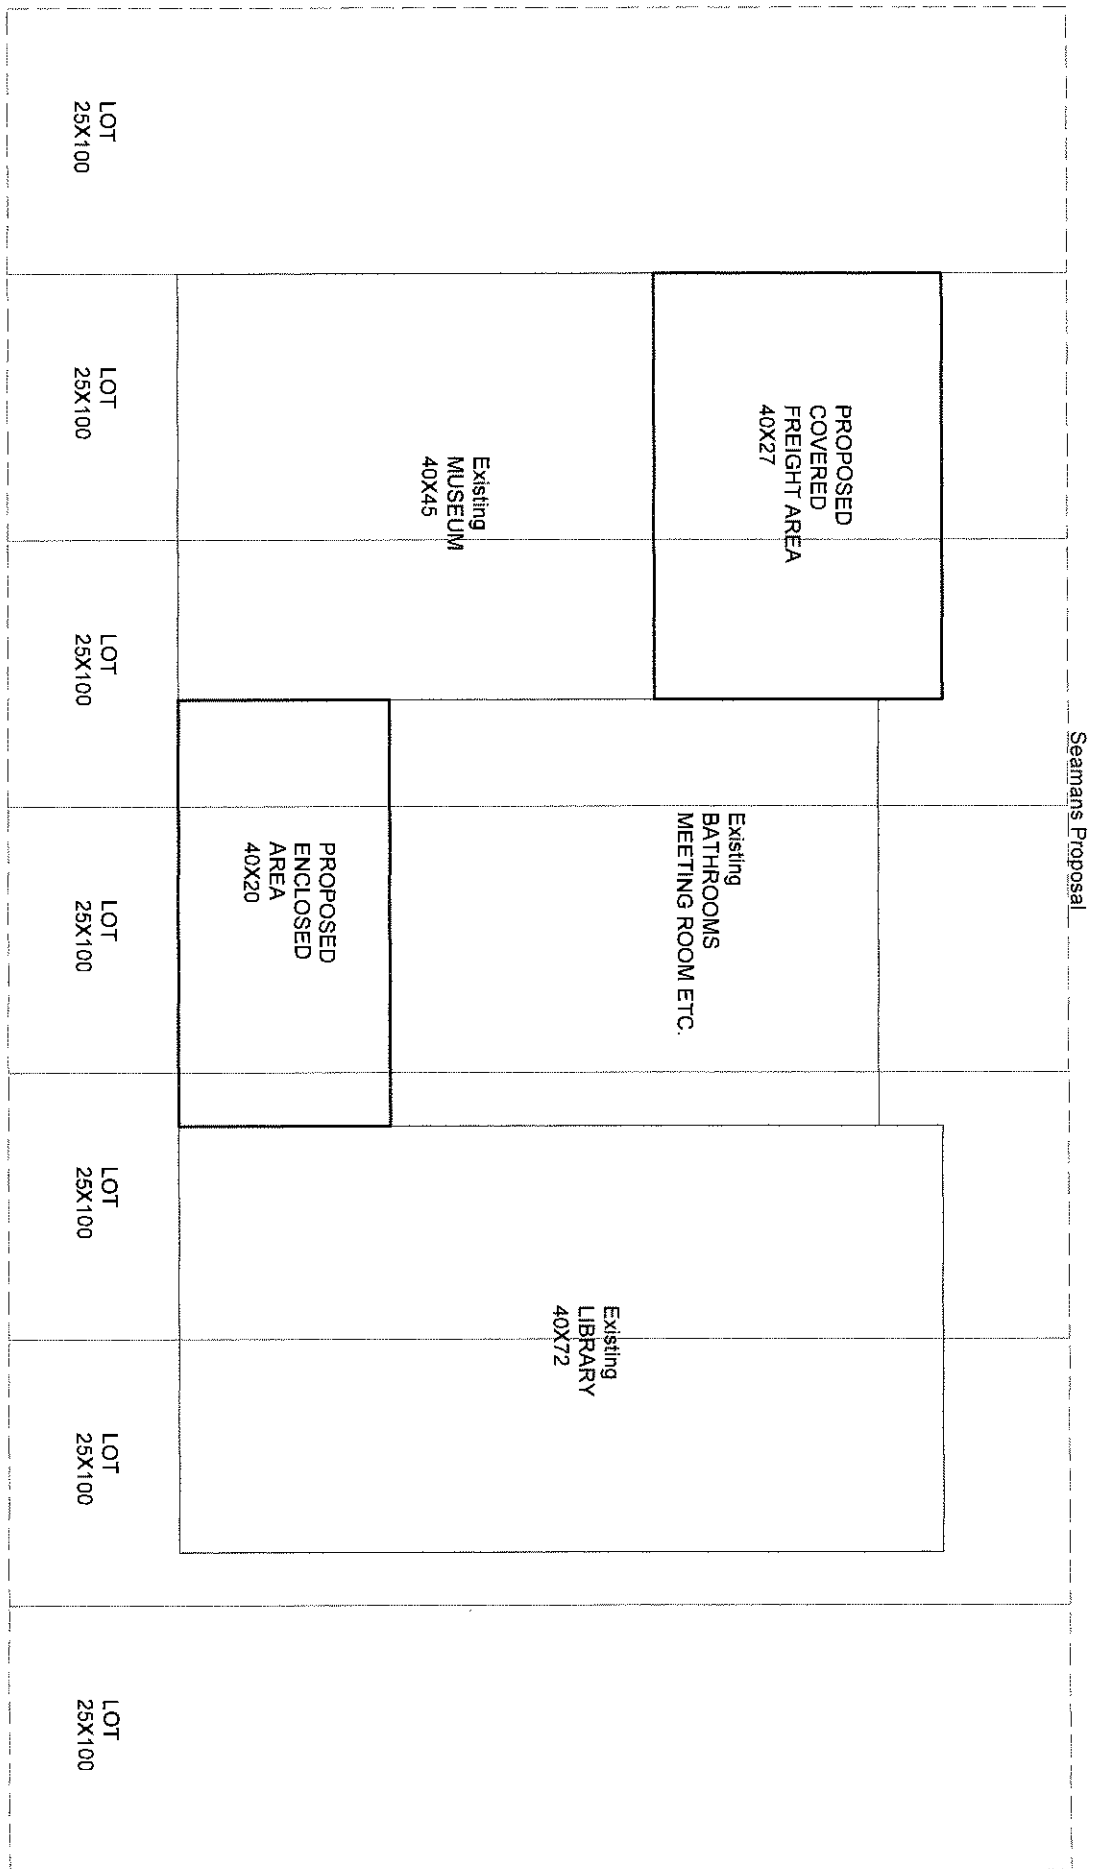 Seamans Proposal
PROPOSED
COVERED
FREIGHT AREA
40X27
Existing
MUSEUM
40X45
Existing
BATHROOMS
MEETING ROOM ETC.
PROPOSED
ENCLOSED
AREA
40X20
Existing
LIBRARY
40X72
LOT
25X100
LOT
25X100
LOT
25X100
LOT
25X100
LOT
25X100
LOT
25X100
LOT
25X100